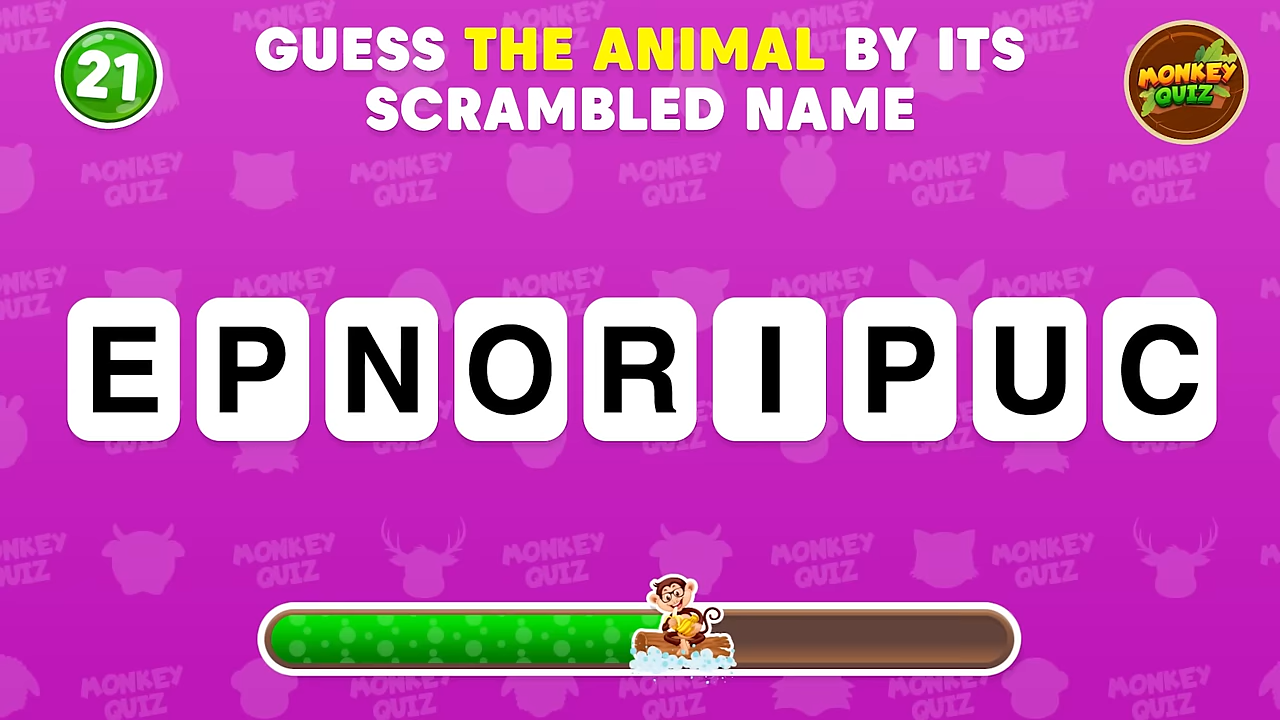 21
GUESS THE ANIMAL BY ITS
SCRAMBLED NAME
MONKEY
QUIZ
E P N O R I P U C